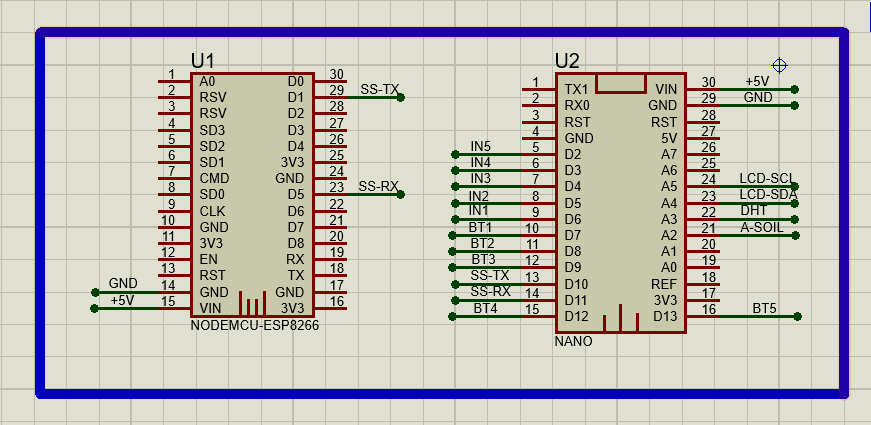 U1
1 A0 D0 30
2 RSV D1 29 SS-TX
3 RSV D2 28
4 SD3 D3 27
5 SD2 D4 26
6 SD1 3V3 25
7 CMD GND 24
8 SD0 D5 23 SS-RX
9 CLK D6 22
10 GND D7 21
11 3V3 D8 20
12 EN RX 19
13 RST TX 18
GND 14 GND GND 17
+5V 15 VIN 3V3 16
NODEMCU-ESP8266
U2
1 TX1 VIN 30 +5V
2 RX0 GND 29 GND
3 RST RST 28
4 GND 5V 27
IN5 5 D2 A7 26
IN4 6 D3 A6 25
IN3 7 D4 A5 24 LCD-SCL
IN2 8 D5 A4 23 LCD-SDA
IN1 9 D6 A3 22 DHT
BT1 10 D7 A2 21 A-SOIL
BT2 11 D8 A1 20
BT3 12 D9 A0 19
SS-TX 13 D10 REF 18
SS-RX 14 D11 3V3 17
BT4 15 D12 D13 16 BT5
NANO